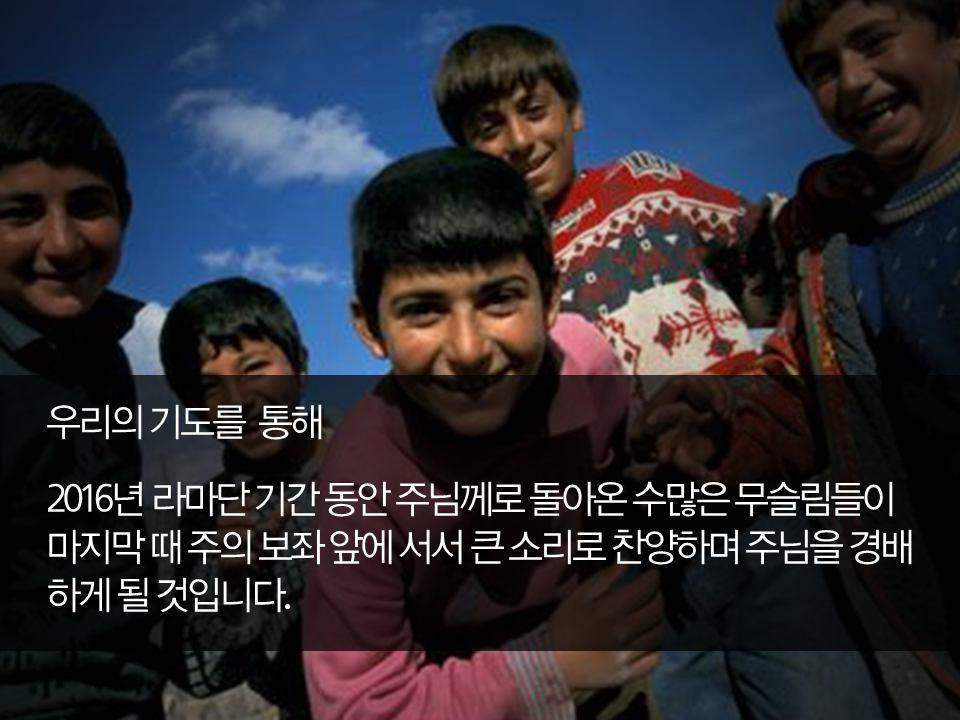 우리의 기도를 통해
2016년 라마단 기간 동안 주님께로 돌아온 수많은 무슬림들이
마지막 때 주의 보좌 앞에 서서 큰 소리로 찬양하며 주님을 경배
하게 될 것입니다.